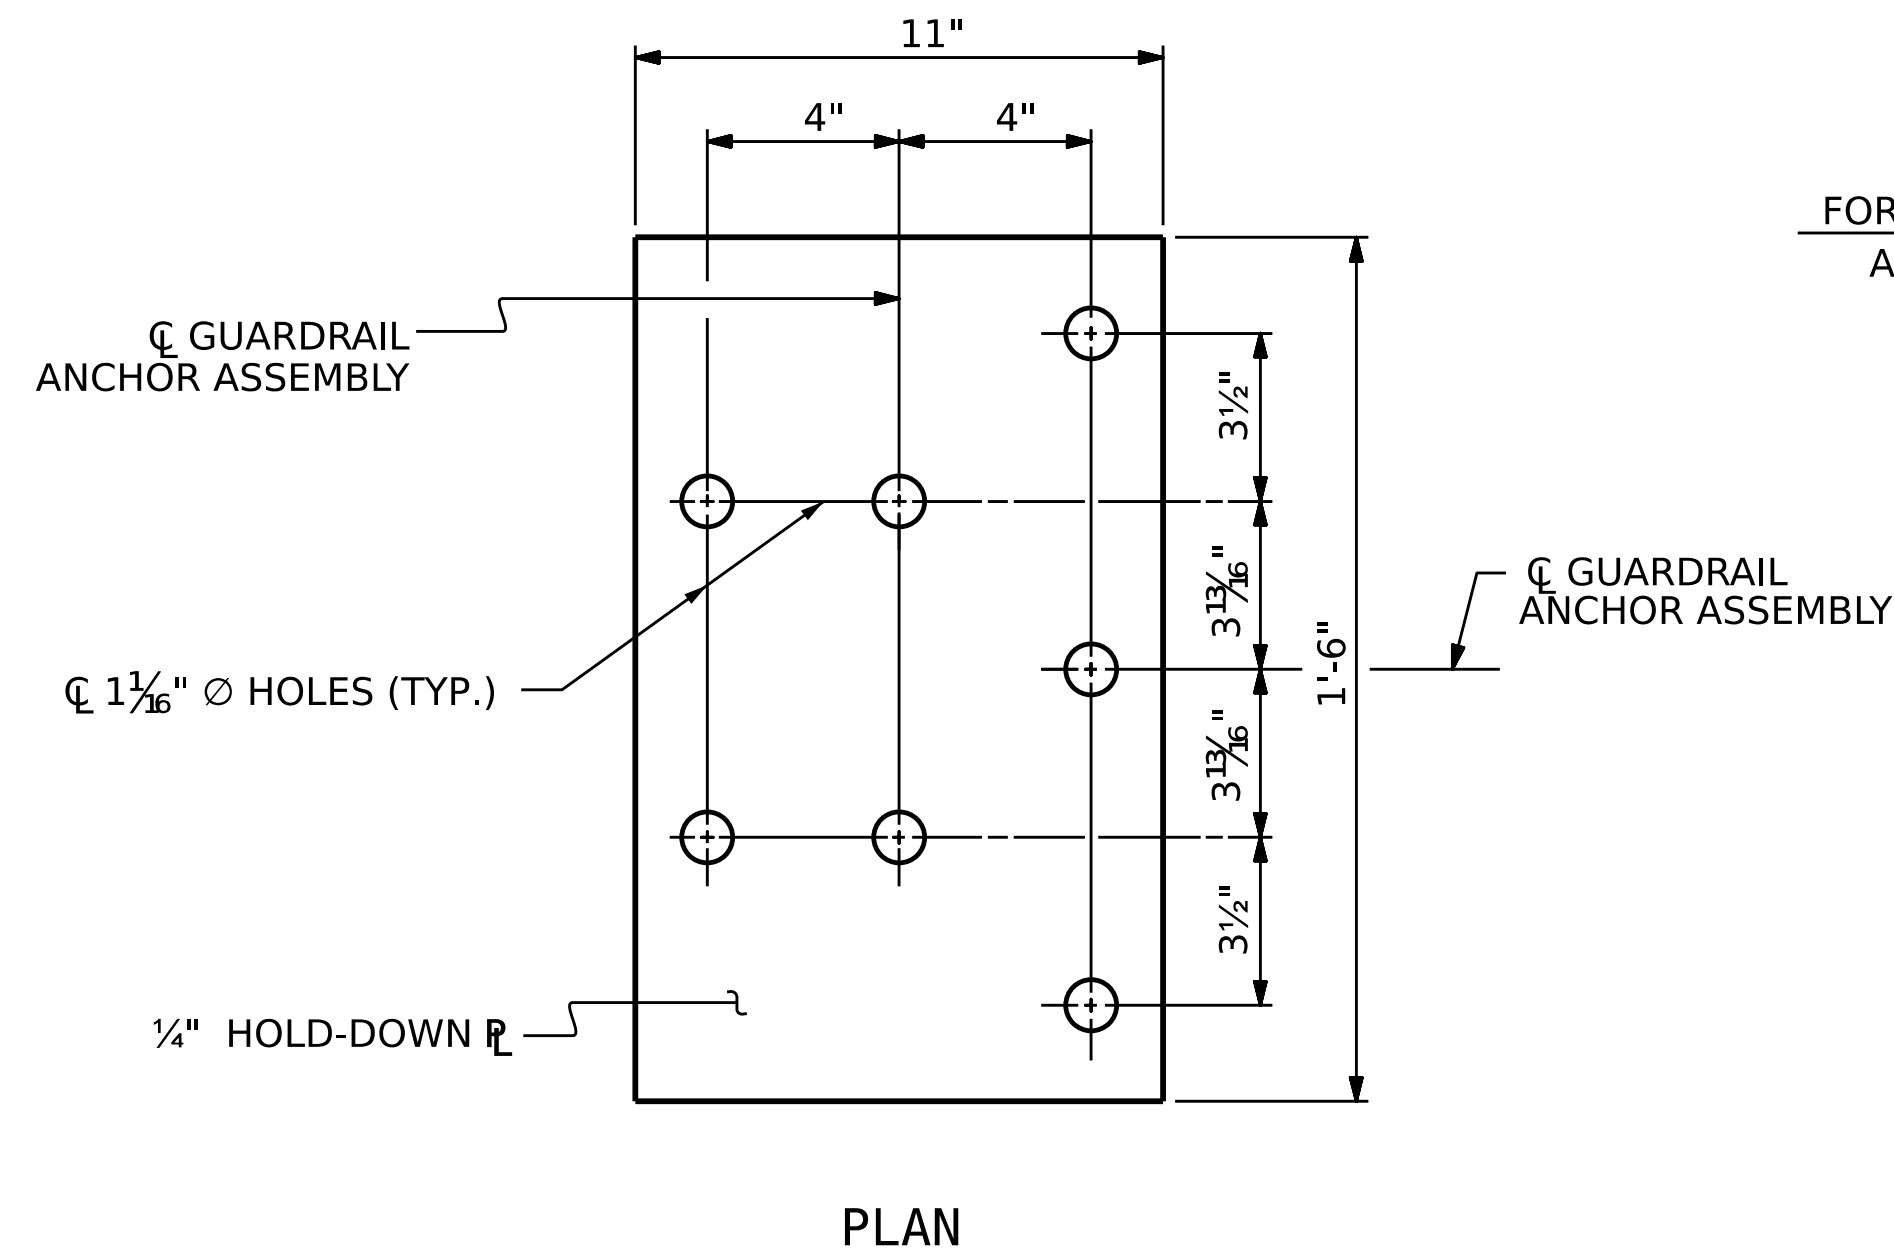 11"
4" 4"
FOR
A
℄ GUARDRAIL
ANCHOR ASSEMBLY
3½"
3 13⁄16"
℄ GUARDRAIL
ANCHOR ASSEMBLY
1'-6"
℄ 1 1⁄16" ∅ HOLES (TYP.)
3 13⁄16"
3½"
¼" HOLD-DOWN PL
PLAN